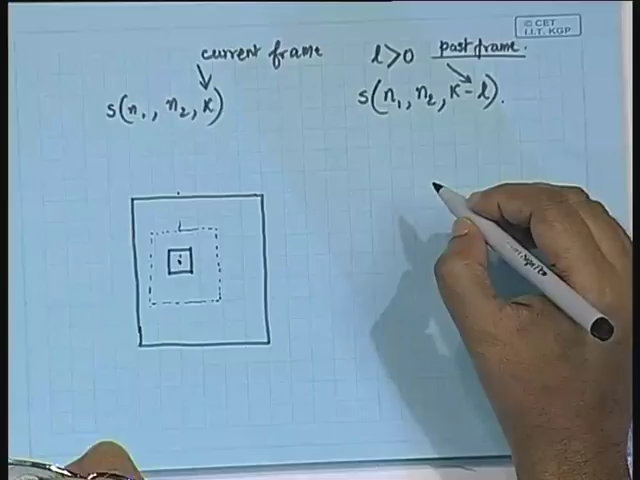 © CET
I.I.T. KGP
current frame
l>0 past frame.
s(n₁, n₂, k)
s(n₁, n₂, k-l).